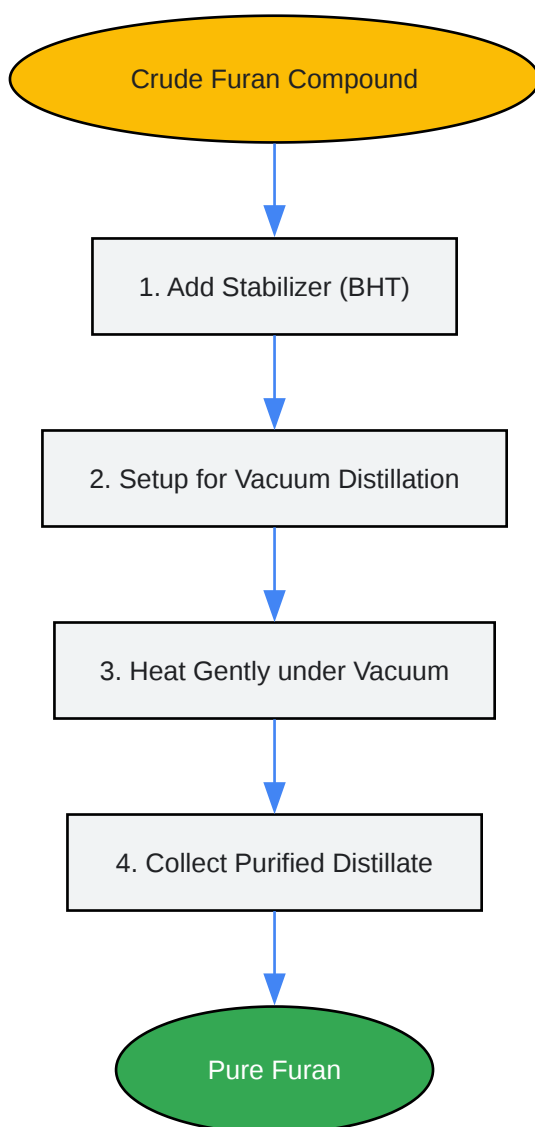 Crude Furan Compound
1. Add Stabilizer (BHT)
2. Setup for Vacuum Distillation
3. Heat Gently under Vacuum
4. Collect Purified Distillate
Pure Furan